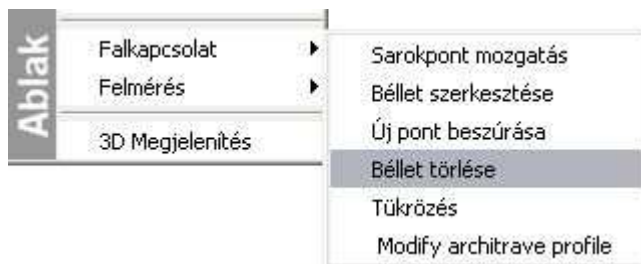 Ablak
Falkapcsolat
Felmérés
3D Megjelenítés
Sarokpont mozgatás
Béllet szerkesztése
Új pont beszúrása
Béllet törlése
Tükrözés
Modify architrave profile